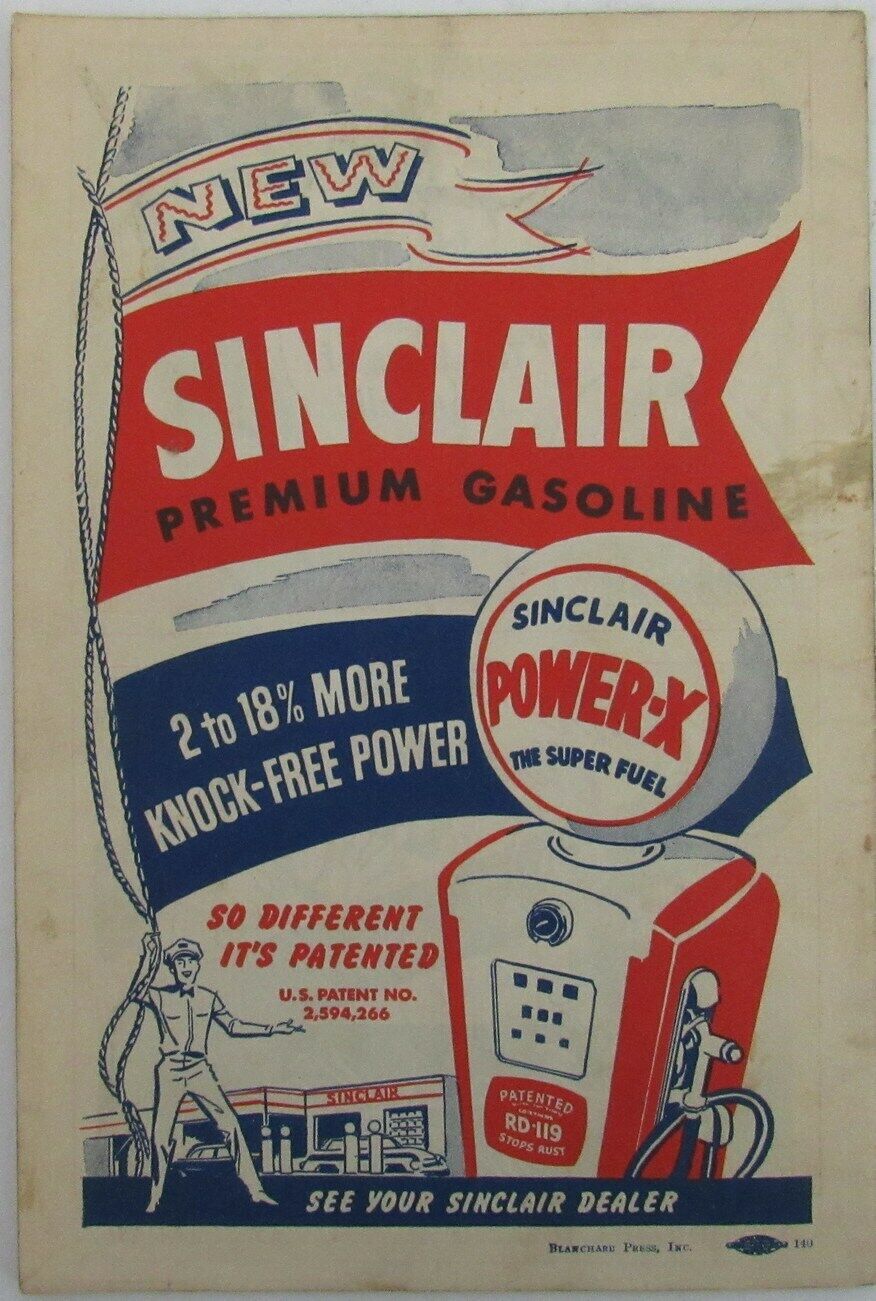 NEW
SINCLAIR
PREMIUM GASOLINE
SINCLAIR
POWER-X
THE SUPER FUEL
2 to 18% MORE
KNOCK-FREE POWER
SO DIFFERENT
IT'S PATENTED
U.S. PATENT NO.
2,594,266
SINCLAIR
PATENTED
RD-119
STOPS RUST
SEE YOUR SINCLAIR DEALER
BLANCHARD PRESS, INC.
140